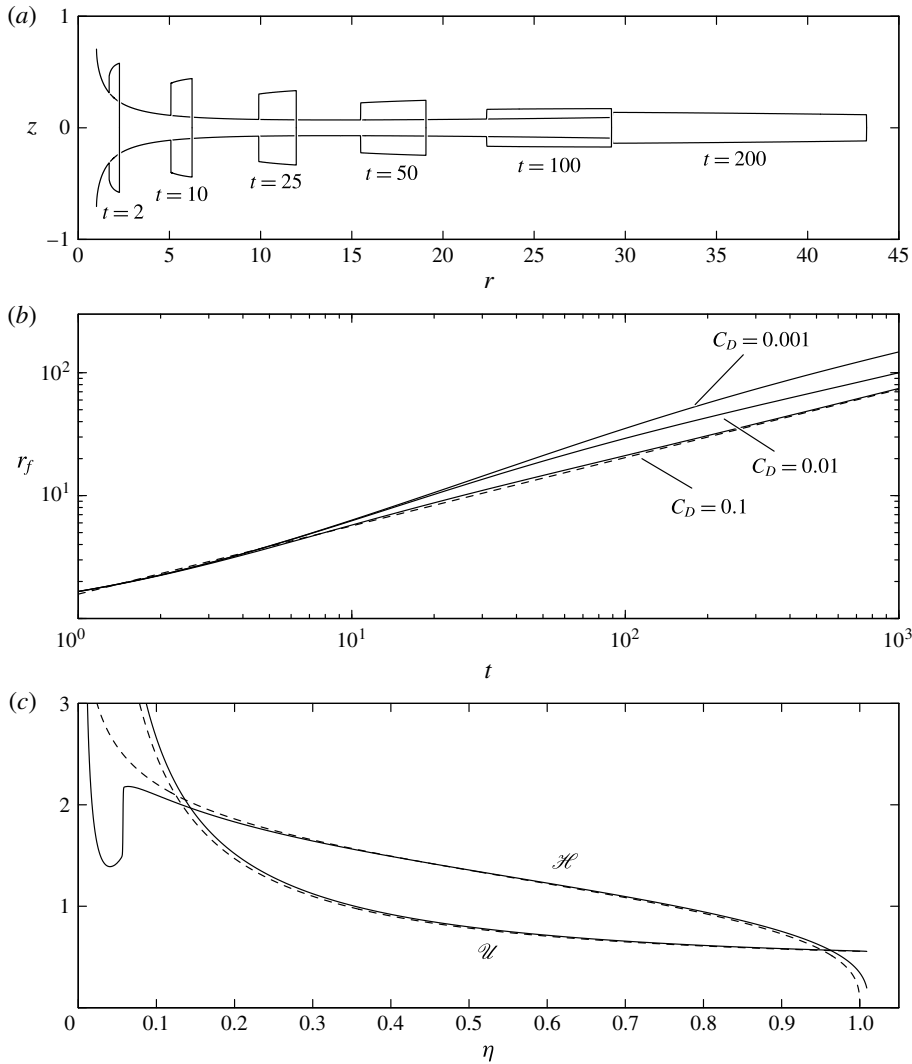 (a)
1
z
0
−1
t = 2
t = 10
t = 25
t = 50
t = 100
t = 200
0 5 10 15 20 25 30 35 40 45
r
(b)
10²
r_f
10¹
C_D = 0.001
C_D = 0.01
C_D = 0.1
10⁰ 10¹ 10² 10³
t
(c)
3
2
1
ℋ
𝒰
0 0.1 0.2 0.3 0.4 0.5 0.6 0.7 0.8 0.9 1.0
η